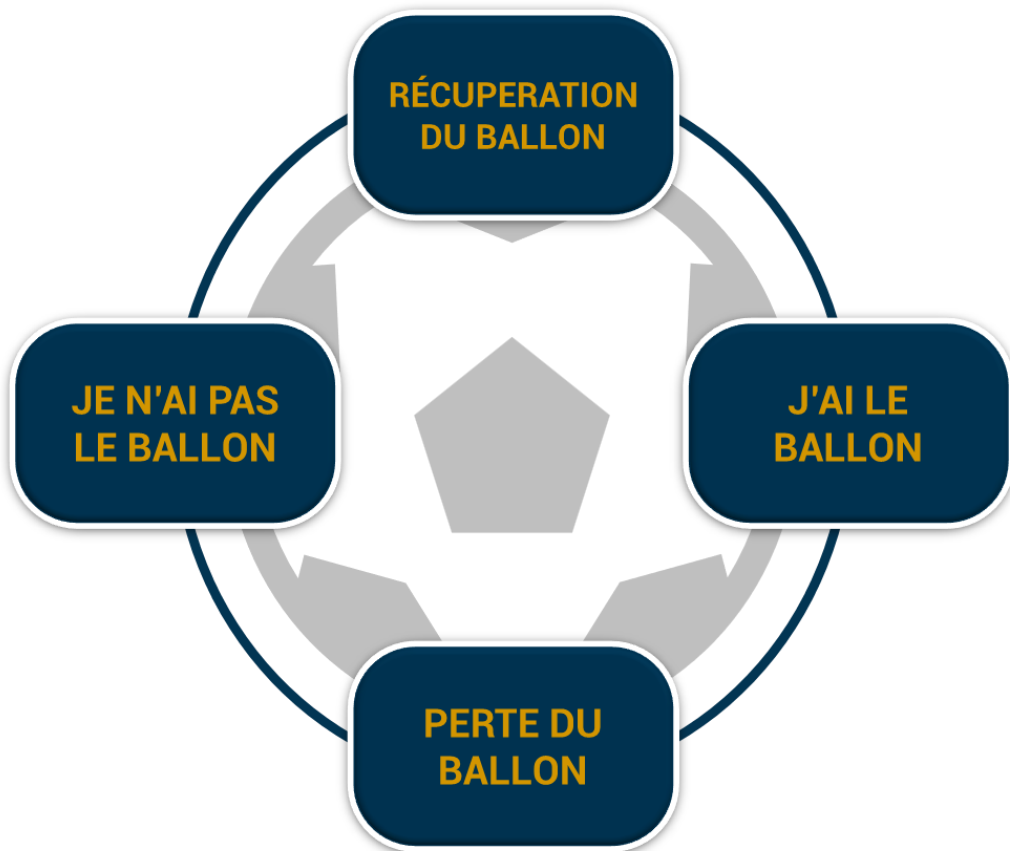 RÉCUPERATION
DU BALLON
JE N'AI PAS
LE BALLON
J'AI LE
BALLON
PERTE DU
BALLON